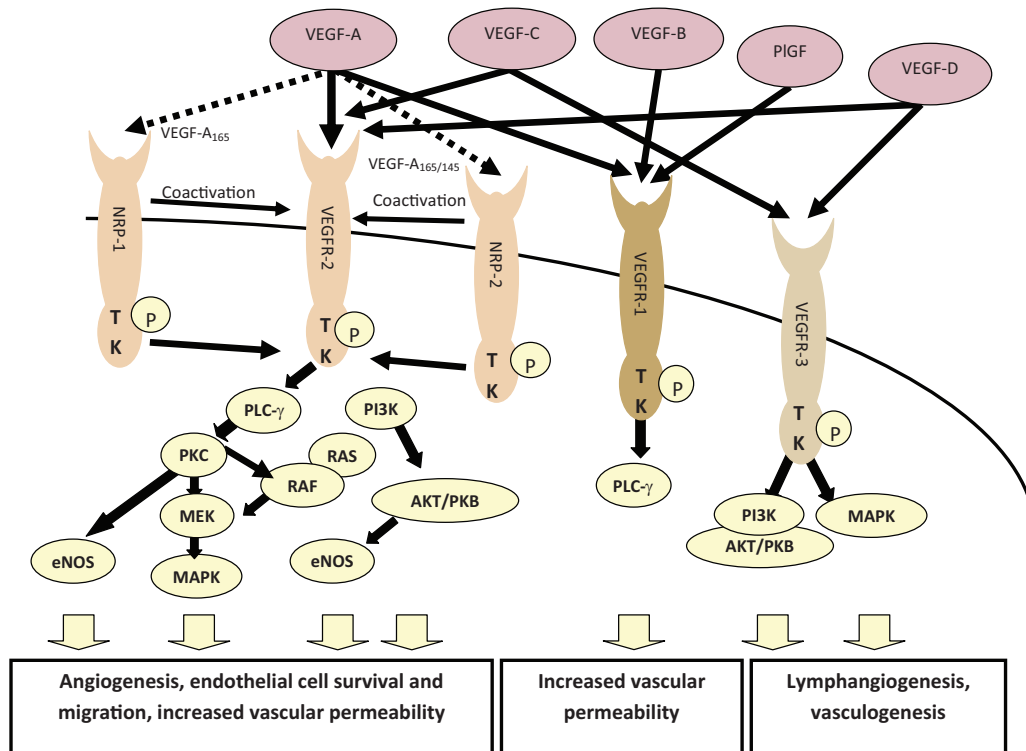 VEGF-A
VEGF-C
VEGF-B
PlGF
VEGF-D
VEGF-A165
VEGF-A165/145
Coactivation
Coactivation
NRP-1
VEGFR-2
NRP-2
VEGFR-1
VEGFR-3
T
K
P
T
K
P
T
K
P
T
K
P
T
K
P
PLC-γ
PI3K
PKC
RAS
RAF
MEK
AKT/PKB
eNOS
MAPK
eNOS
PLC-γ
PI3K
AKT/PKB
MAPK
Angiogenesis, endothelial cell survival and
migration, increased vascular permeability
Increased vascular
permeability
Lymphangiogenesis,
vasculogenesis